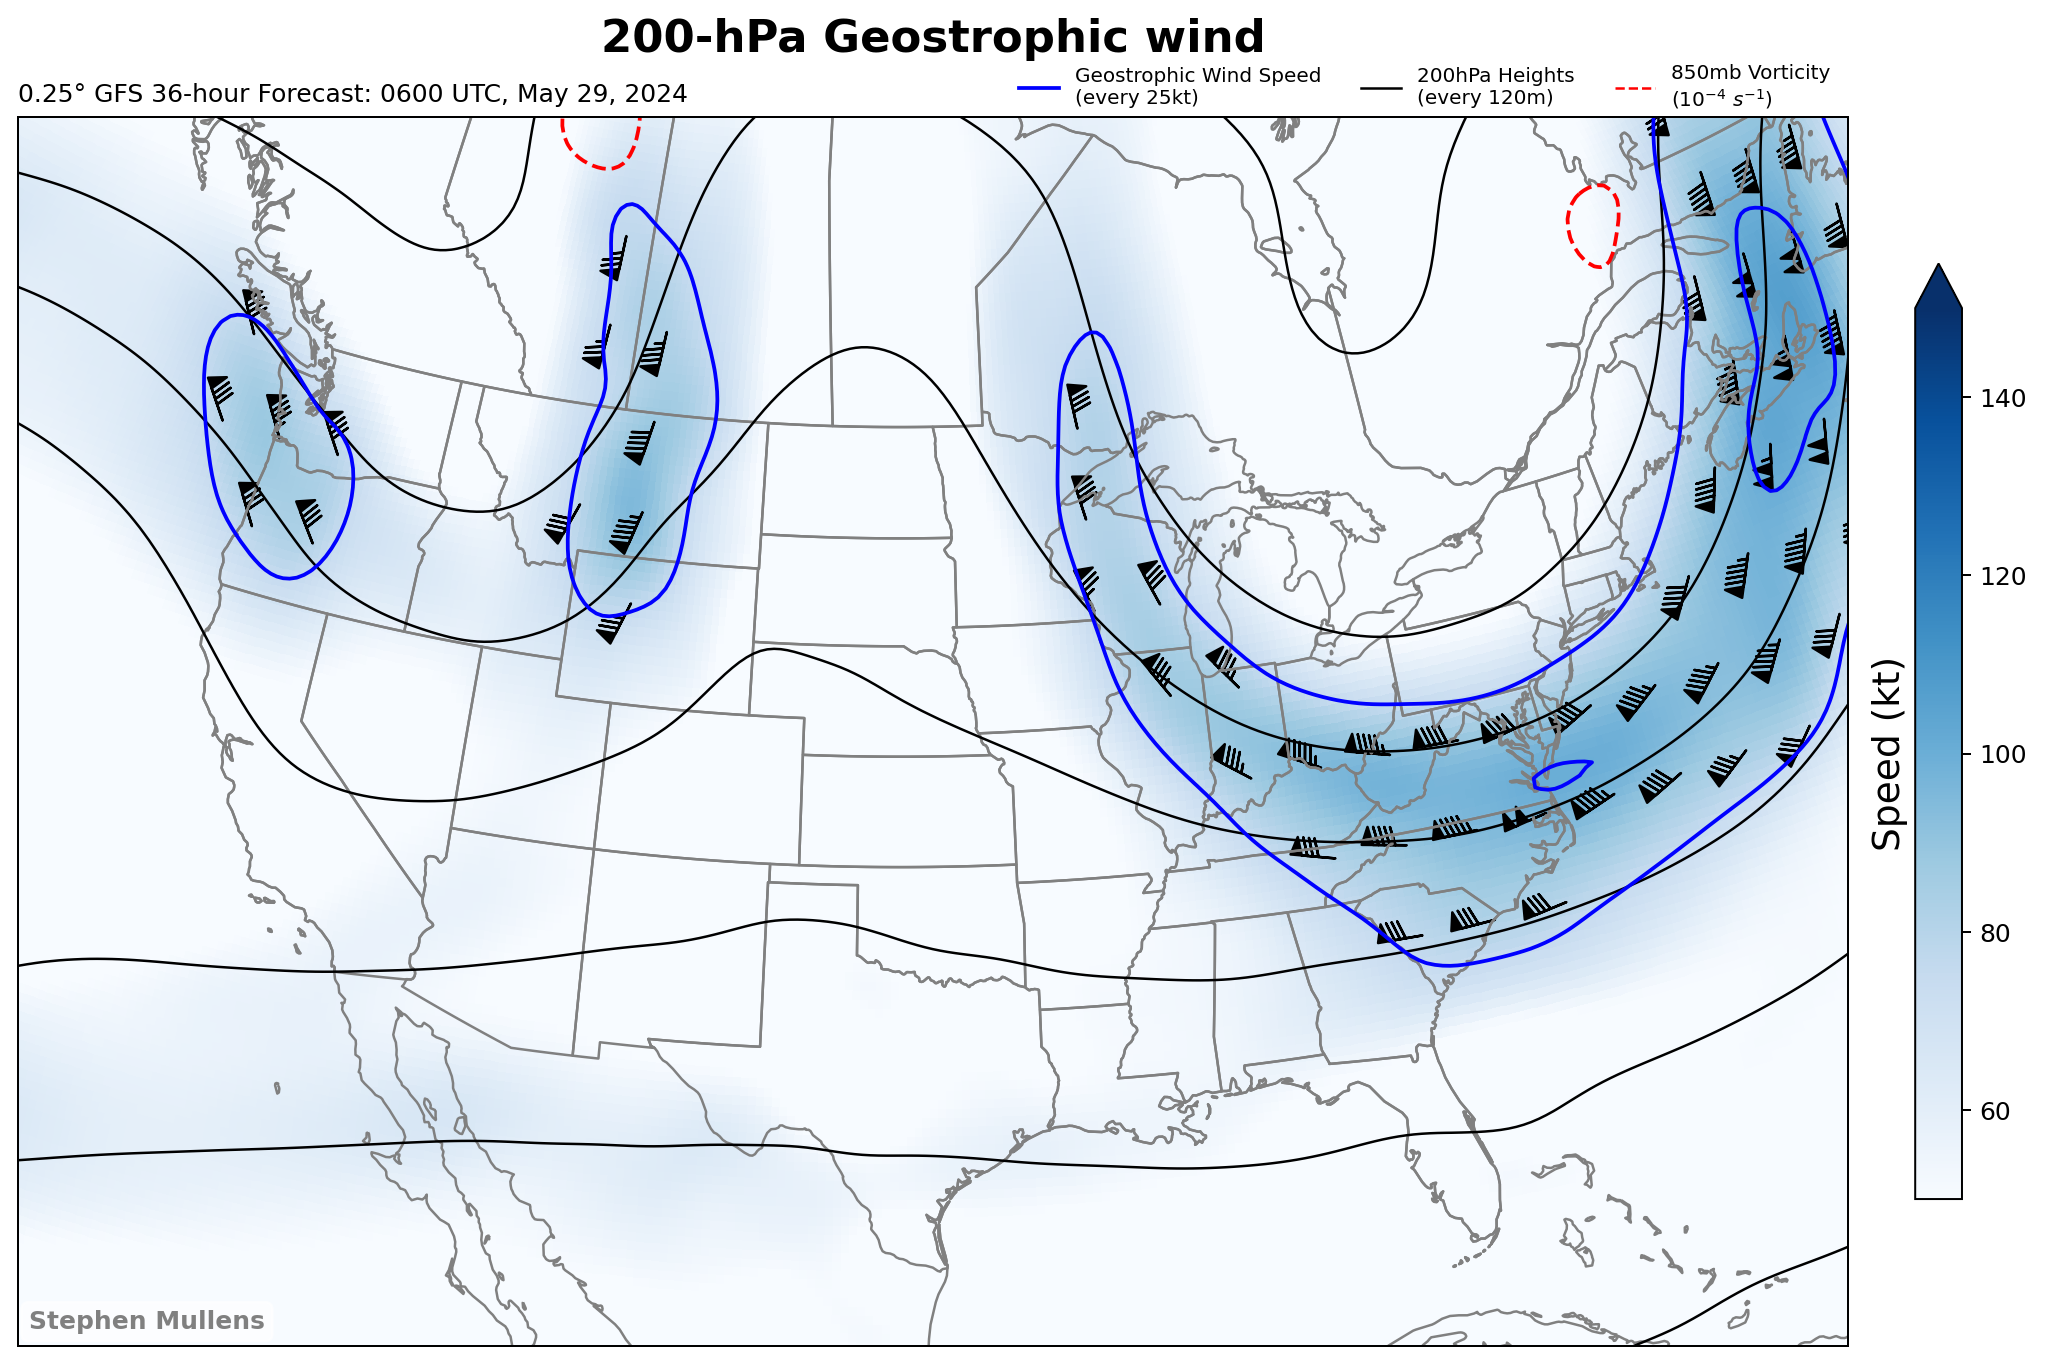 200-hPa Geostrophic wind
0.25° GFS 36-hour Forecast: 0600 UTC, May 29, 2024
Geostrophic Wind Speed
(every 25kt)
200hPa Heights
(every 120m)
850mb Vorticity
(10⁻⁴ s⁻¹)
140
120
100
80
60
Speed (kt)
Stephen Mullens